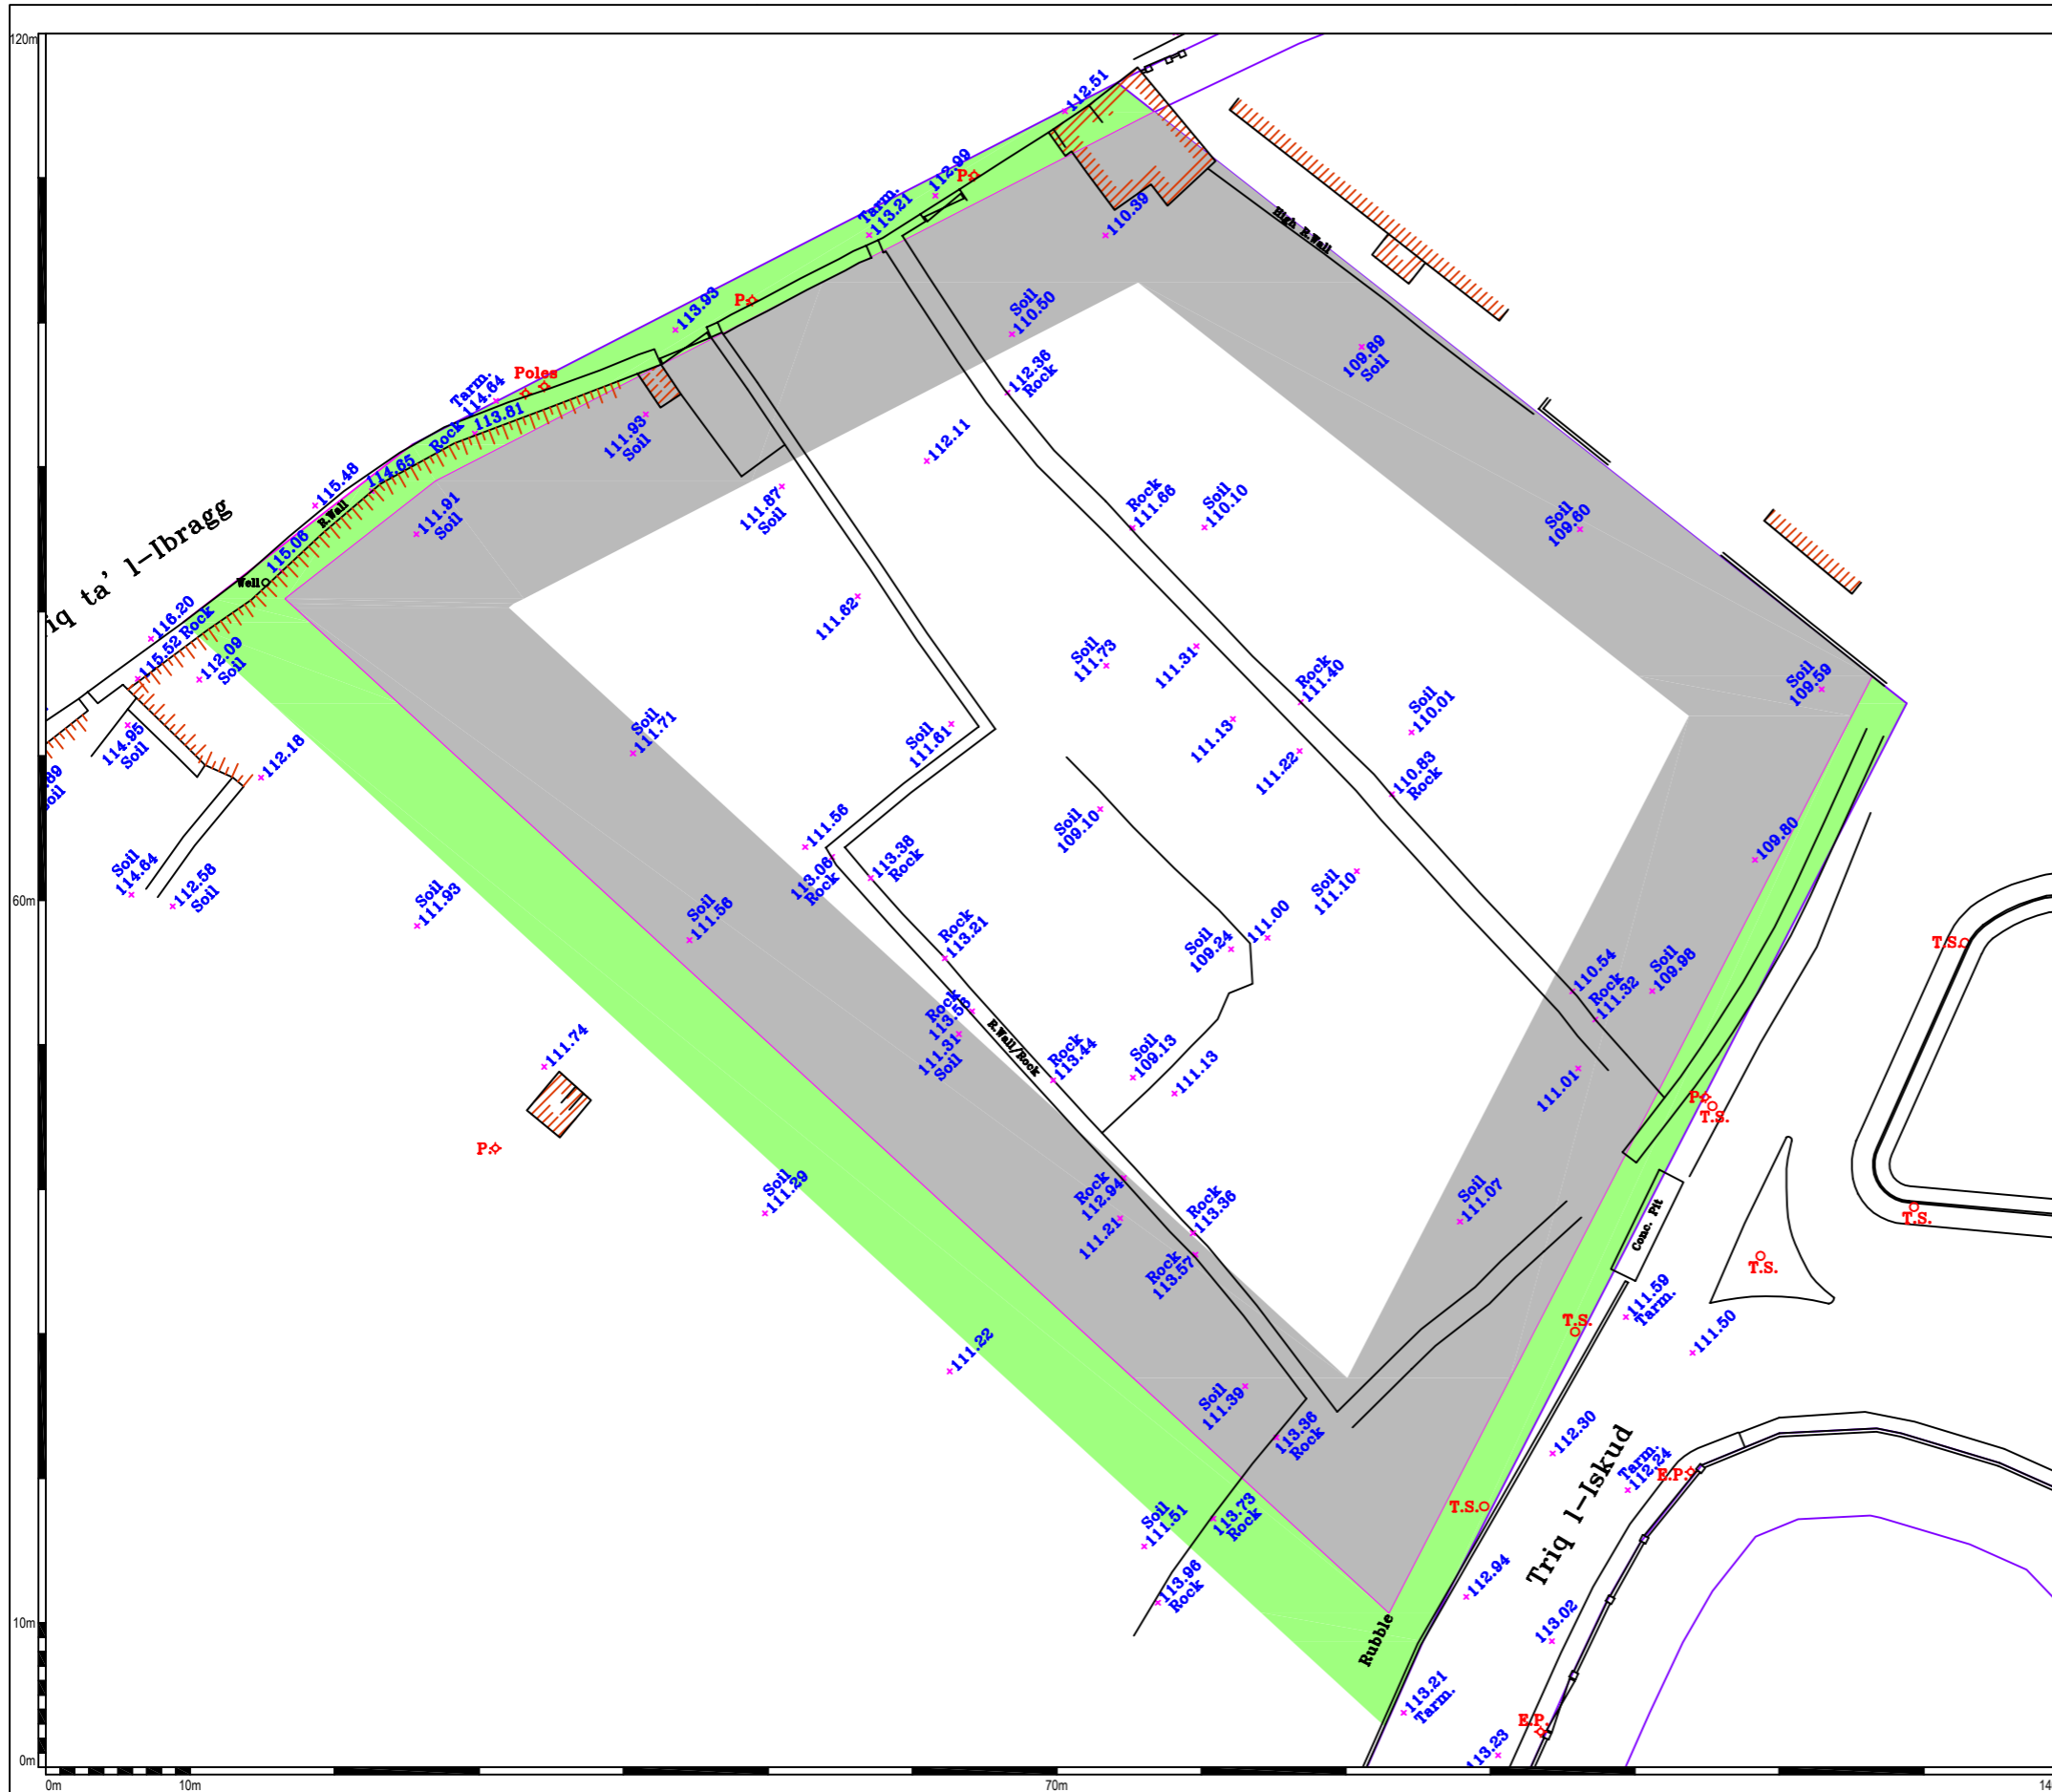 120m
112.51
112.99
P.
Tarm.
113.21
110.39
High R.Wall
113.93
P.
Soil
110.50
109.89
Soil
112.36
Rock
Tarm.
114.64
Poles
113.81
Rock
111.93
Soil
112.11
115.48
114.65
R.Wall
111.91
Soil
111.87
Soil
Rock
111.66
Soil
110.10
Soil
109.60
iq ta' l-Ibragg
115.06
Well
116.20
115.52 Rock
112.09
Soil
111.62
Soil
111.73
111.31
Rock
111.40
Soil
110.01
Soil
109.59
114.95
Soil
112.18
.89
Soil
Soil
111.71
Soil
111.61
111.13
111.22
110.83
Rock
111.56
Soil
109.10
109.80
113.06
Rock
113.38
Rock
Soil
114.64
112.58
Soil
Soil
111.93
Soil
111.56
Soil
111.10
60m
Rock
113.21
Soil
109.24
111.00
T.S.
110.54
Rock
111.32
Soil
109.98
Rock
111.31
Soil
R.Wall/Rock
111.74
Rock
113.44
Soil
109.13
111.13
111.01
P.
T.S.
P.
Soil
111.29
Rock
112.94
111.21
Rock
113.36
Soil
111.07
Conc. Pit
T.S.
Rock
113.57
T.S.
111.59
Tarm.
T.S.
111.50
111.22
Soil
111.39
113.36
Rock
112.30
Tarm.
112.24
E.P.
Triq l-Iskud
T.S.
Soil
111.51
113.73
Rock
113.96
Rock
112.94
113.02
Rubble
10m
113.21
Tarm.
E.P.
113.23
0m
0m
10m
70m
14